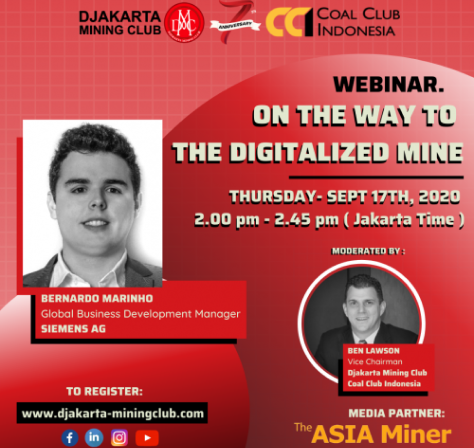 DJAKARTA
MINING CLUB
7th
ANNIVERSARY
CCI COAL CLUB
INDONESIA
WEBINAR.
ON THE WAY TO
THE DIGITALIZED MINE
THURSDAY- SEPT 17TH, 2020
2.00 pm - 2.45 pm ( Jakarta Time )
MODERATED BY :
BERNARDO MARINHO
Global Business Development Manager
SIEMENS AG
BEN LAWSON
Vice Chairman
Djakarta Mining Club
Coal Club Indonesia
TO REGISTER:
www.djakarta-miningclub.com
MEDIA PARTNER:
The ASIA Miner